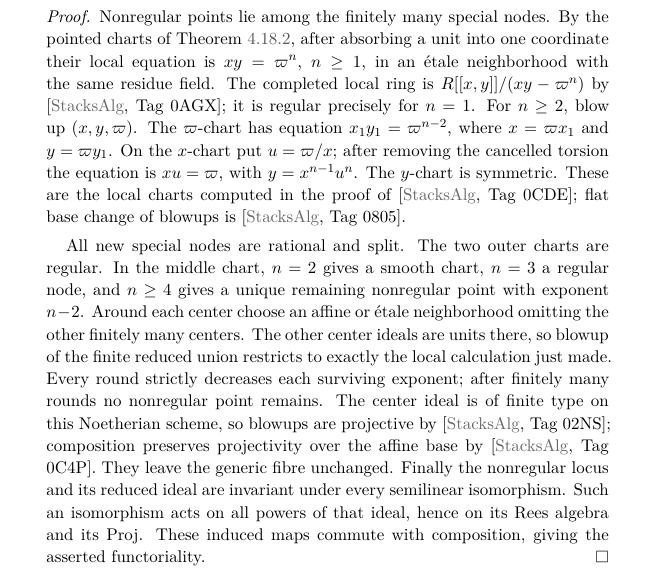 Proof. Nonregular points lie among the finitely many special nodes. By the
pointed charts of Theorem 4.18.2, after absorbing a unit into one coordinate
their local equation is xy = ϖⁿ, n ≥ 1, in an étale neighborhood with
the same residue field. The completed local ring is R[[x, y]]/(xy − ϖⁿ) by
[StacksAlg, Tag 0AGX]; it is regular precisely for n = 1. For n ≥ 2, blow
up (x, y, ϖ). The ϖ-chart has equation x₁y₁ = ϖⁿ⁻², where x = ϖx₁ and
y = ϖy₁. On the x-chart put u = ϖ/x; after removing the cancelled torsion
the equation is xu = ϖ, with y = xⁿ⁻¹uⁿ. The y-chart is symmetric. These
are the local charts computed in the proof of [StacksAlg, Tag 0CDE]; flat
base change of blowups is [StacksAlg, Tag 0805].
All new special nodes are rational and split. The two outer charts are
regular. In the middle chart, n = 2 gives a smooth chart, n = 3 a regular
node, and n ≥ 4 gives a unique remaining nonregular point with exponent
n−2. Around each center choose an affine or étale neighborhood omitting the
other finitely many centers. The other center ideals are units there, so blowup
of the finite reduced union restricts to exactly the local calculation just made.
Every round strictly decreases each surviving exponent; after finitely many
rounds no nonregular point remains. The center ideal is of finite type on
this Noetherian scheme, so blowups are projective by [StacksAlg, Tag 02NS];
composition preserves projectivity over the affine base by [StacksAlg, Tag
0C4P]. They leave the generic fibre unchanged. Finally the nonregular locus
and its reduced ideal are invariant under every semilinear isomorphism. Such
an isomorphism acts on all powers of that ideal, hence on its Rees algebra
and its Proj. These induced maps commute with composition, giving the
asserted functoriality. □